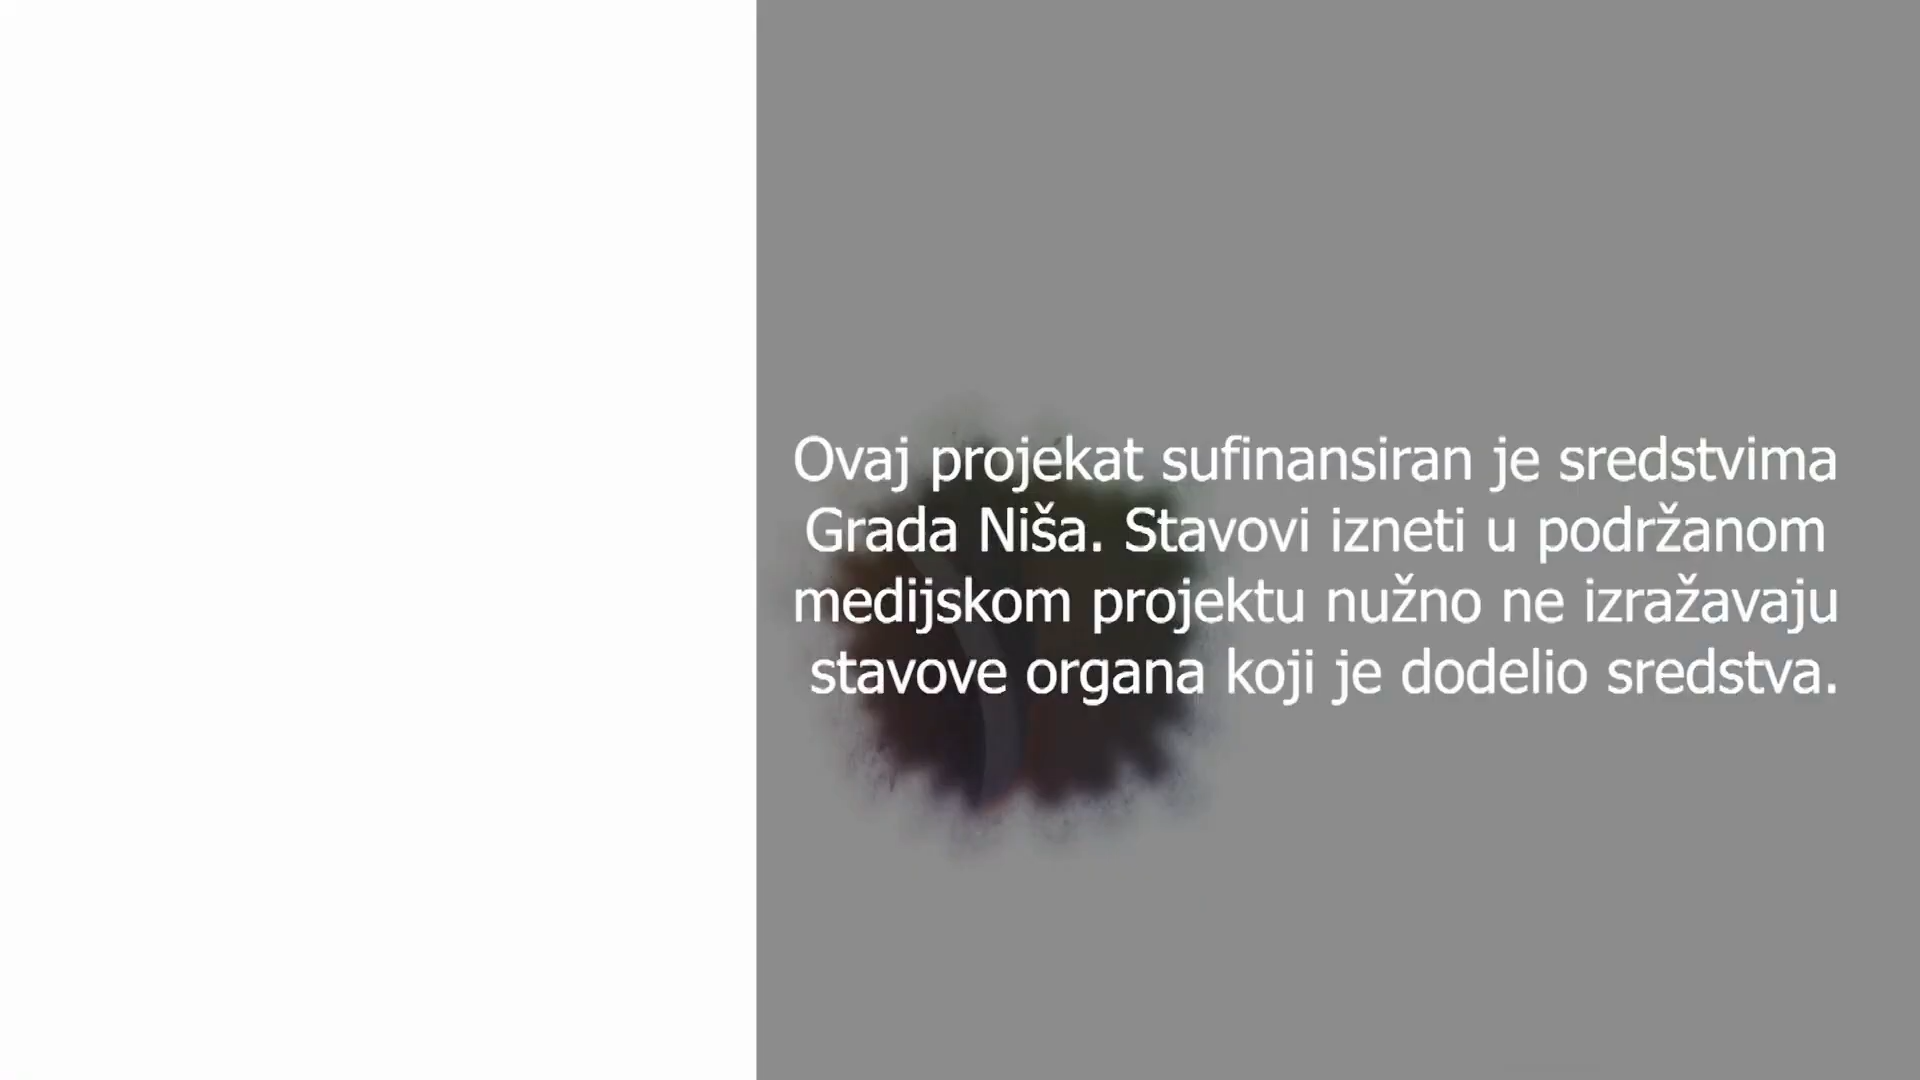 Ovaj projekat sufinansiran je sredstvima
Grada Niša. Stavovi izneti u podržanom
medijskom projektu nužno ne izražavaju
stavove organa koji je dodelio sredstva.